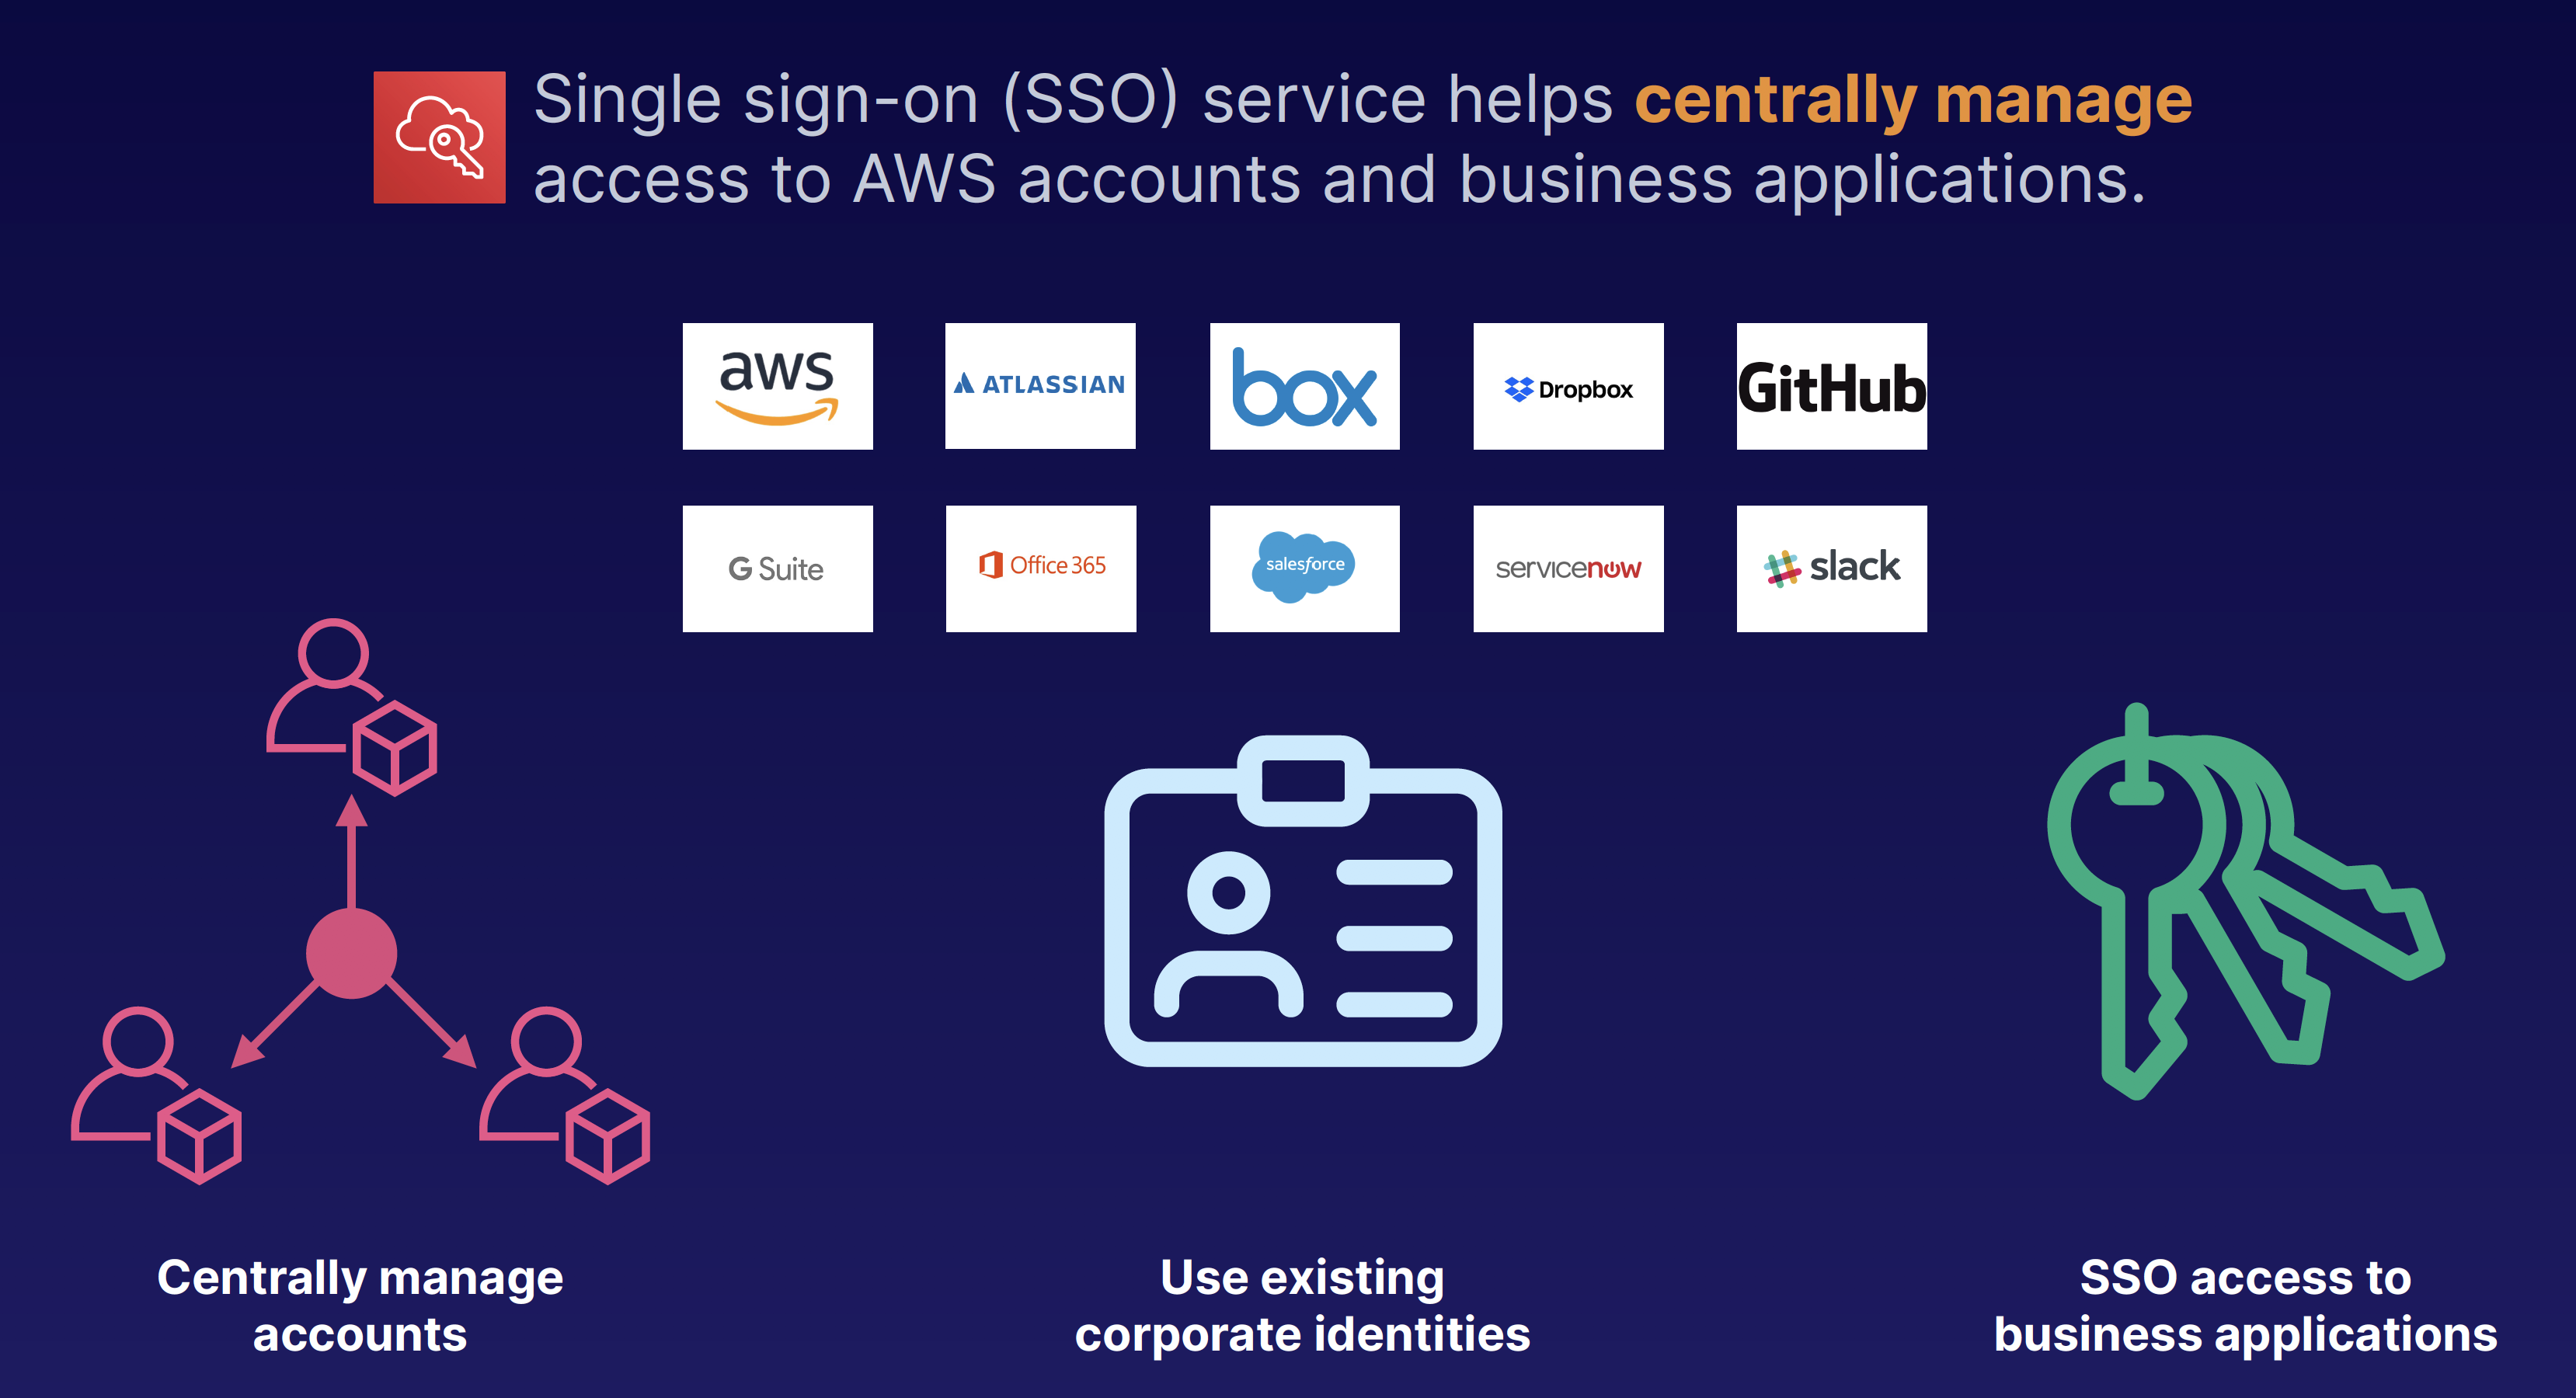 Single sign-on (SSO) service helps centrally manage
access to AWS accounts and business applications.
aws
ATLASSIAN
box
Dropbox
GitHub
G Suite
Office 365
salesforce
servicenow
slack
Centrally manage
accounts
Use existing
corporate identities
SSO access to
business applications